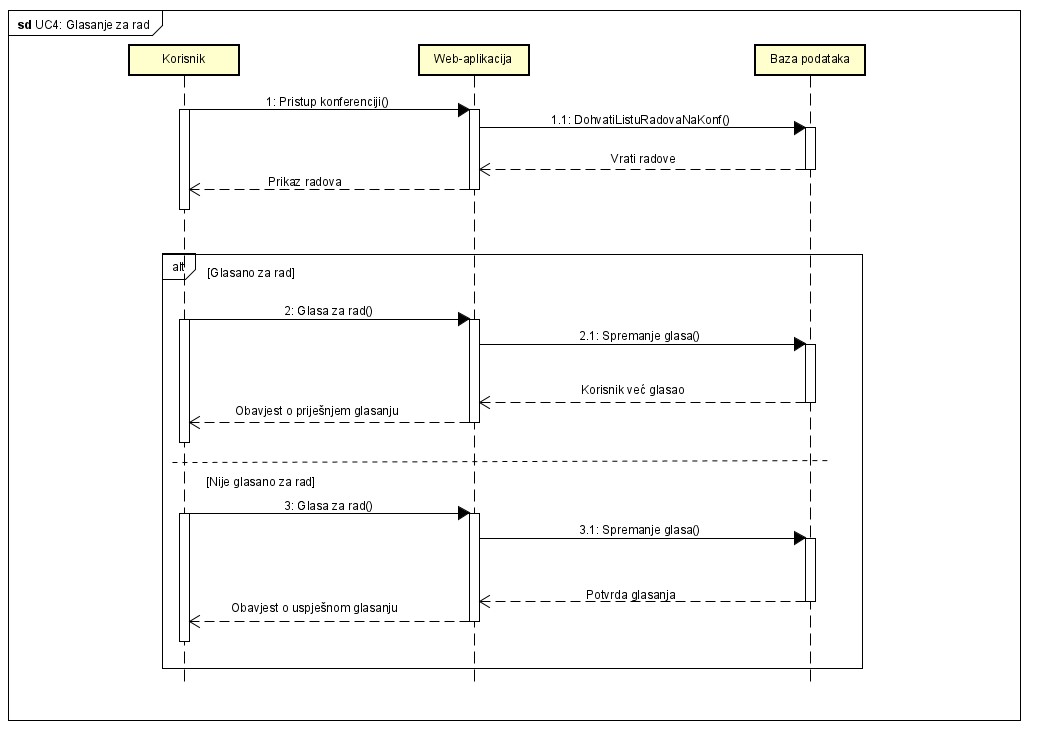 sd UC4: Glasanje za rad
Korisnik
Web-aplikacija
Baza podataka
1: Pristup konferenciji()
1.1: DohvatiListuRadovaNaKonf()
Vrati radove
Prikaz radova
alt
[Glasano za rad]
2: Glasa za rad()
2.1: Spremanje glasa()
Korisnik već glasao
Obavjest o priješnjem glasanju
[Nije glasano za rad]
3: Glasa za rad()
3.1: Spremanje glasa()
Potvrda glasanja
Obavjest o uspješnom glasanju